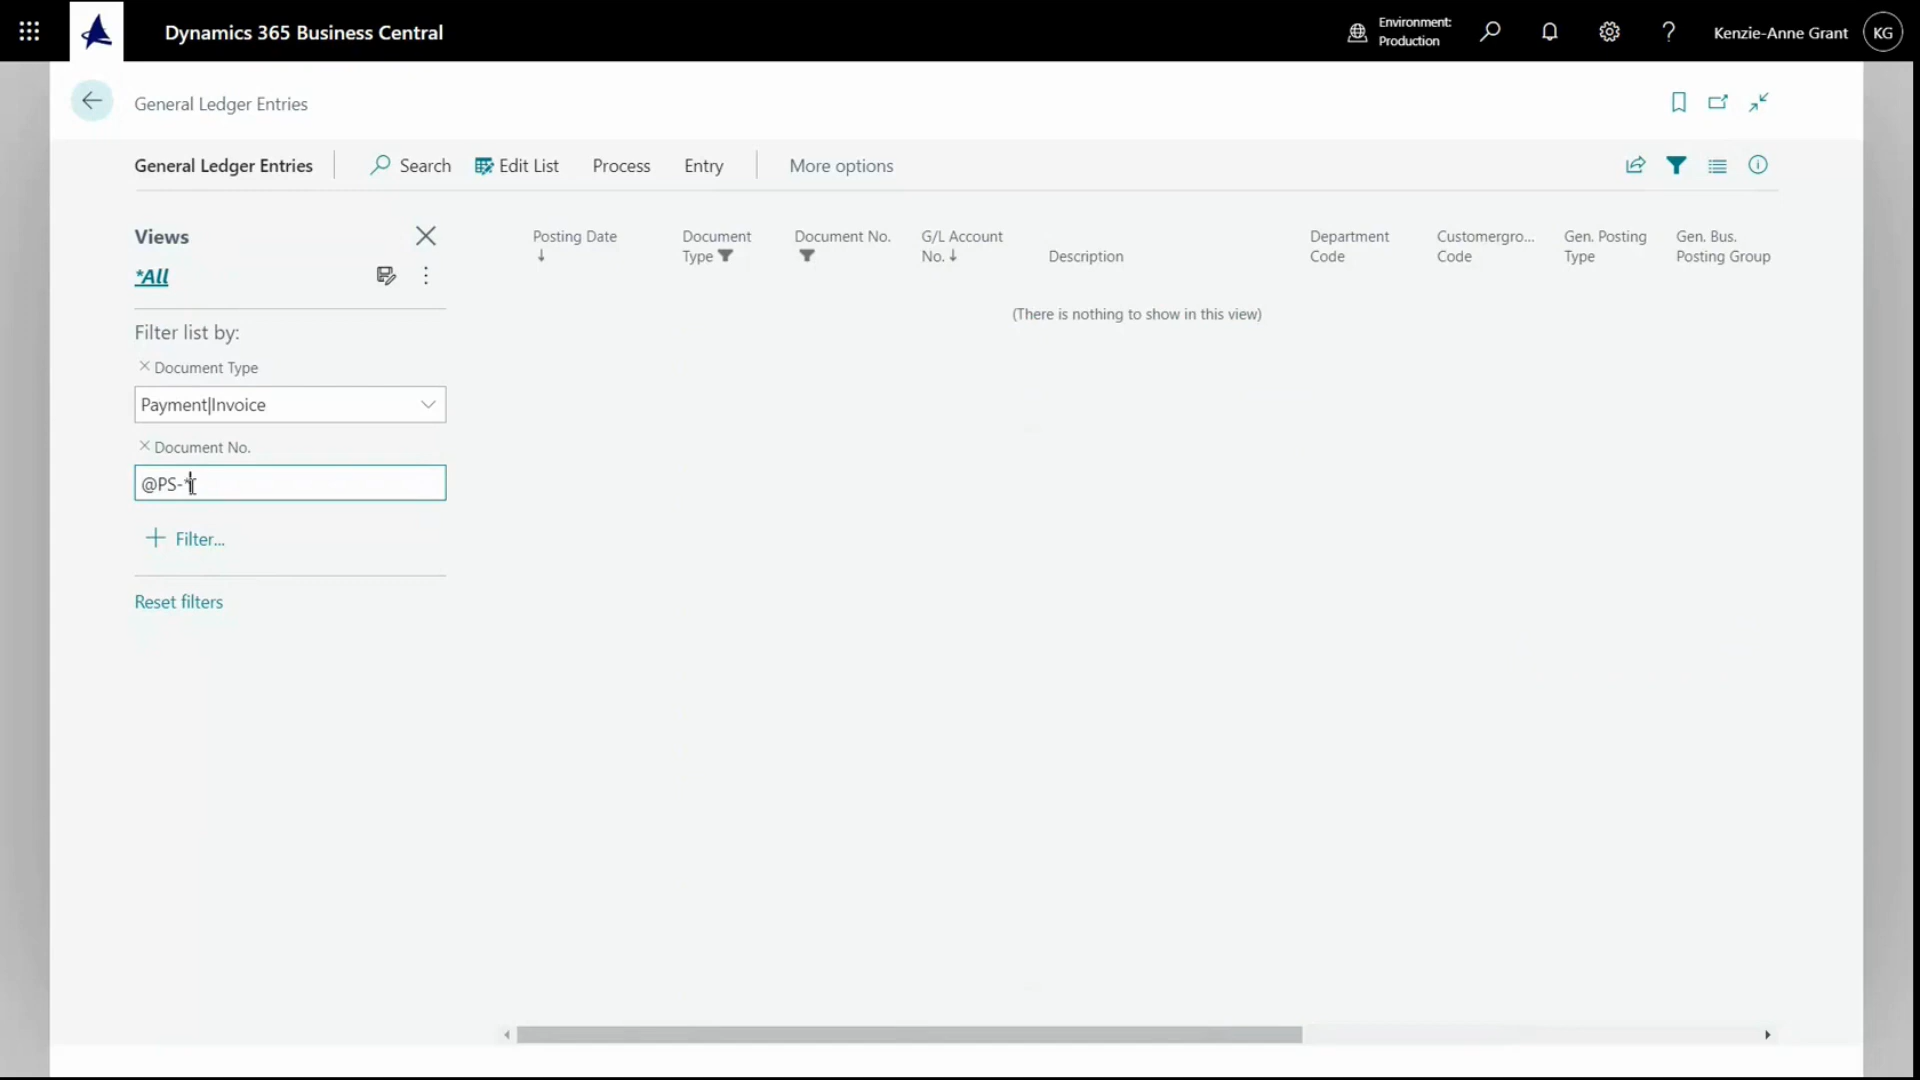 Dynamics 365 Business Central
Environment:
Production
?
Kenzie-Anne Grant
KG
General Ledger Entries
General Ledger Entries
Search
Edit List
Process
Entry
More options
Views
*All
Filter list by:
Document Type
Payment|Invoice
Document No.
@PS-*
Filter...
Reset filters
Posting Date
Document
Type
Document No.
G/L Account
No.
Description
Department
Code
Customergro...
Code
Gen. Posting
Type
Gen. Bus.
Posting Group
(There is nothing to show in this view)